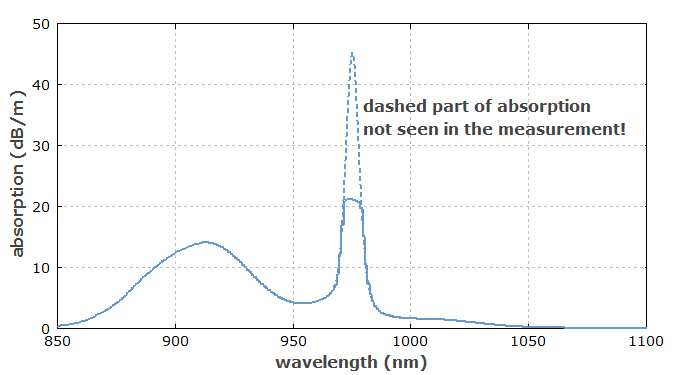 50
40
30
20
10
0
absorption (dB/m)
dashed part of absorption
not seen in the measurement!
850 900 950 1000 1050 1100
wavelength (nm)